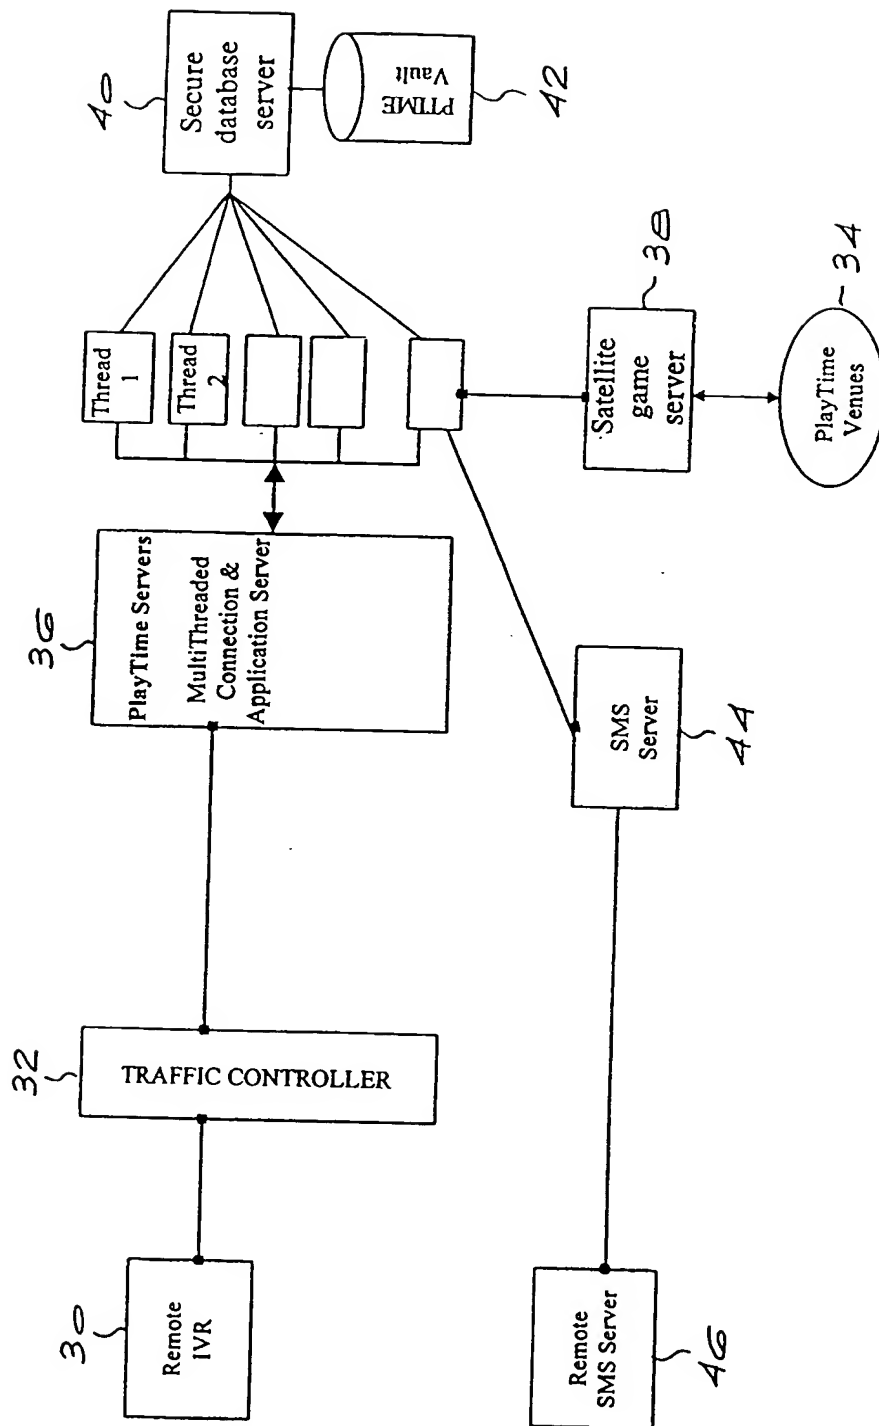 40
Secure
database
server
PTIME
Vault
42
Thread
1
Thread
2
38
Satellite
game
server
34
PlayTime
Venues
36
PlayTime Servers
MultiThreaded
Connection &
Application Server
SMS
Server
44
32
TRAFFIC CONTROLLER
30
Remote
IVR
Remote
SMS Server
46